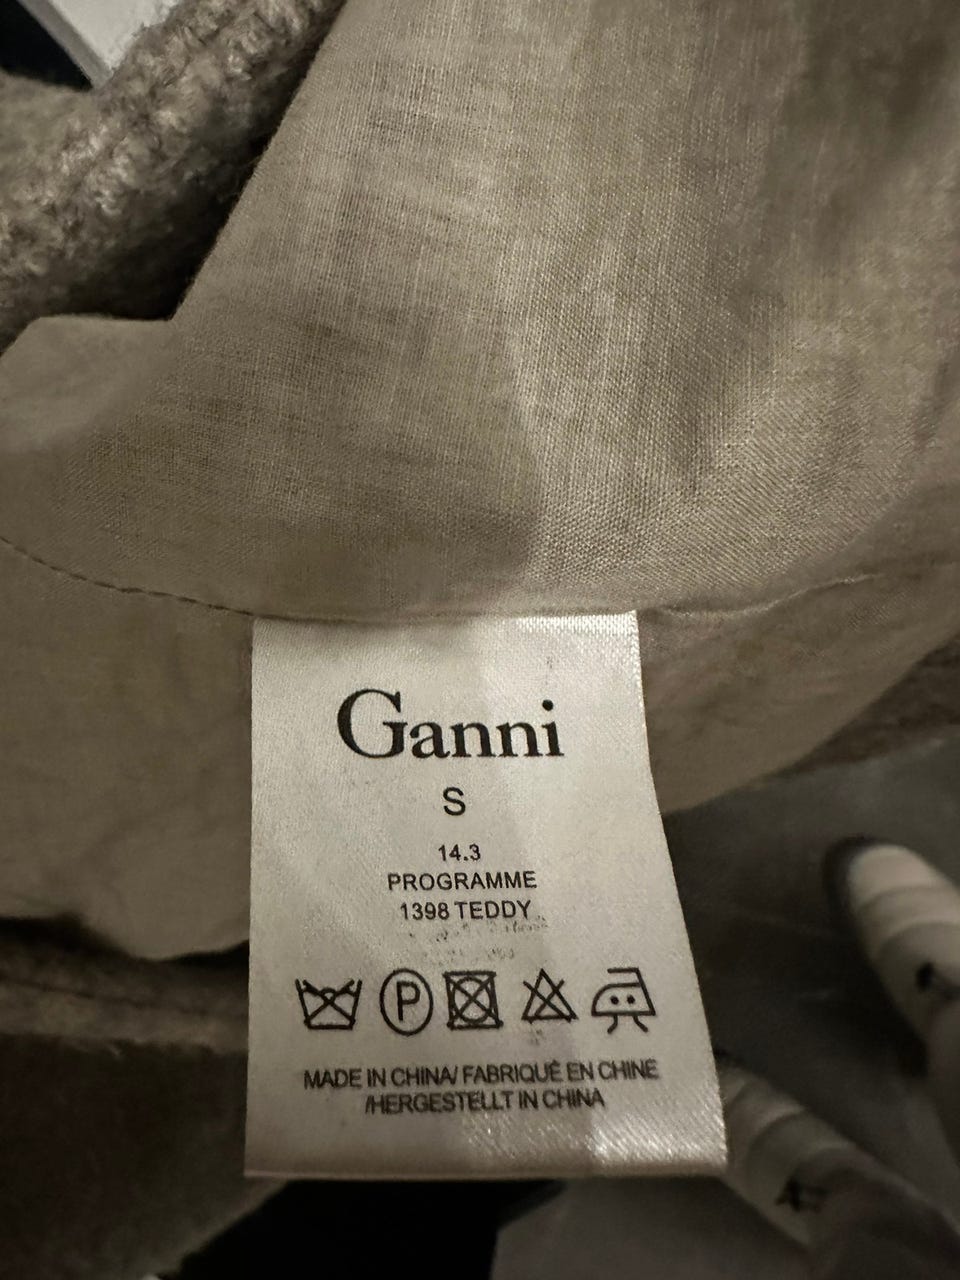 Ganni
S
14.3
PROGRAMME
1398 TEDDY
P
MADE IN CHINA/ FABRIQUÉ EN CHINE
/HERGESTELLT IN CHINA